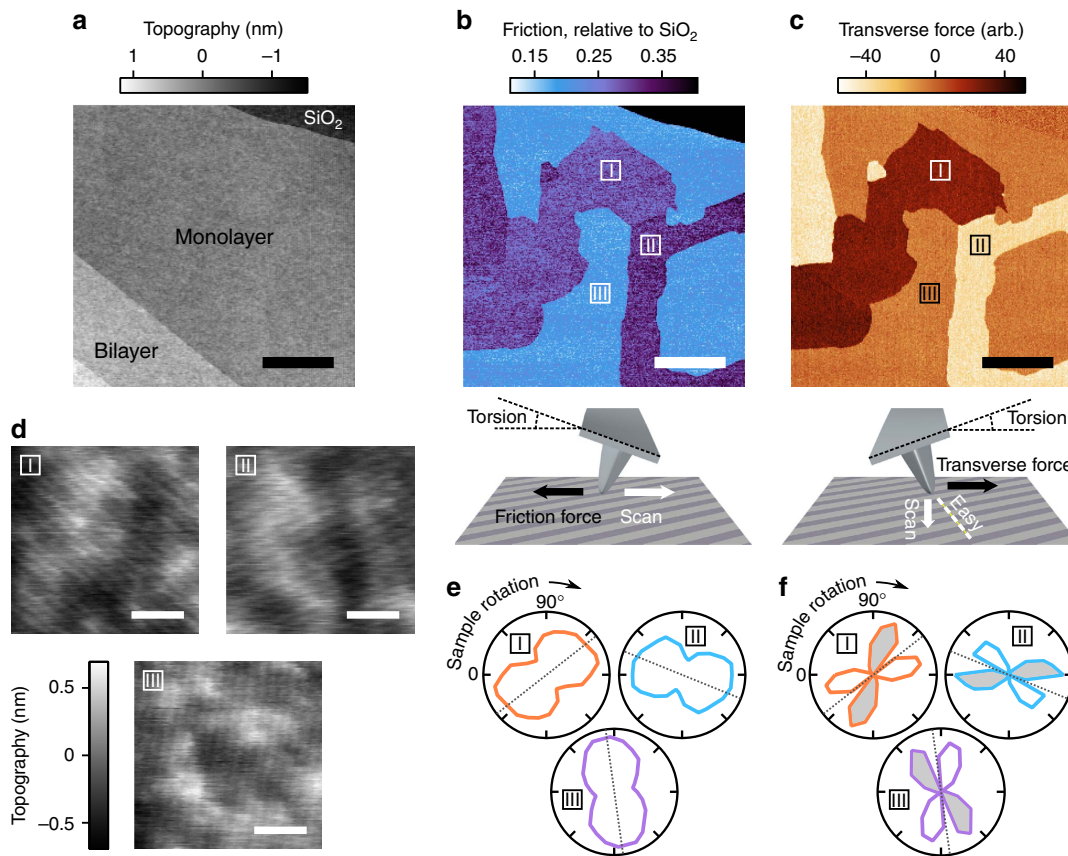 a
Topography (nm)
1 0 −1
SiO2
Monolayer
Bilayer
b
Friction, relative to SiO2
0.15 0.25 0.35
I
II
III
c
Transverse force (arb.)
−40 0 40
I
II
III
Torsion
Friction force
Scan
Torsion
Transverse force
Scan
Easy
d
I
II
III
Topography (nm)
0.5
0
−0.5
e
Sample rotation
90°
0
I
II
III
f
Sample rotation
90°
0
I
II
III